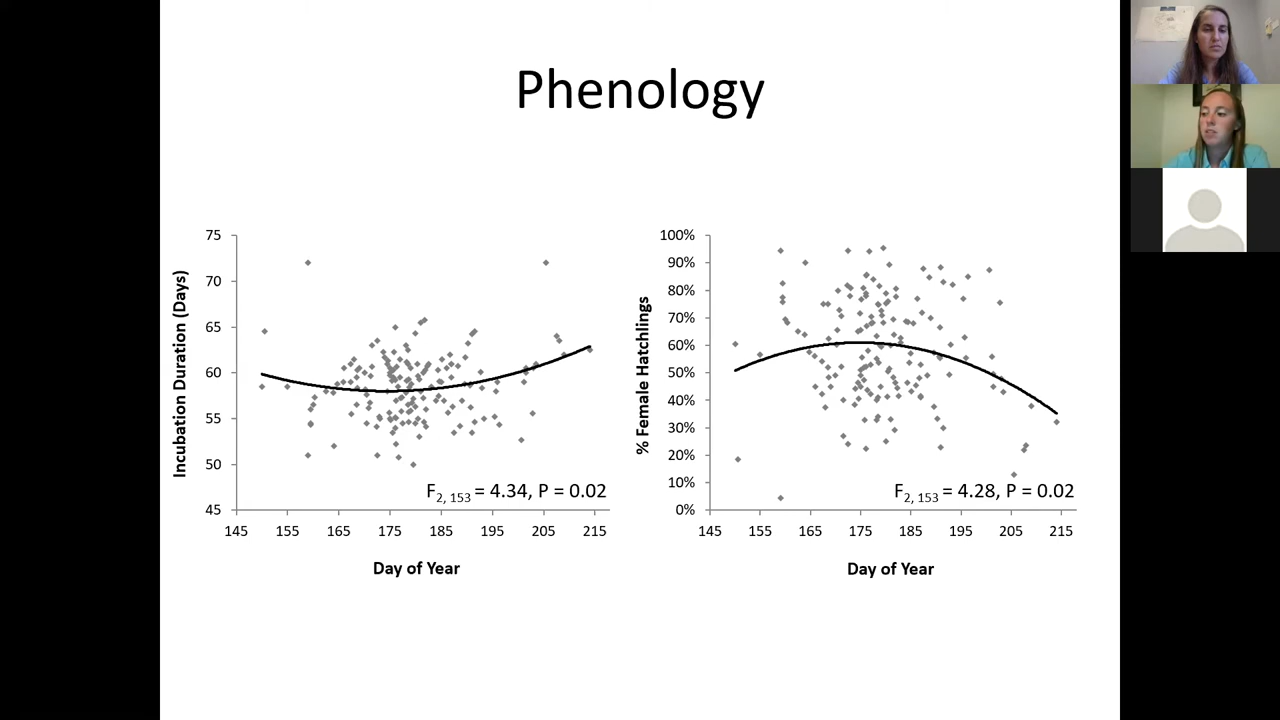 Phenology
Incubation Duration (Days)
75
70
65
60
55
50
45
F2, 153 = 4.34, P = 0.02
145 155 165 175 185 195 205 215
Day of Year
% Female Hatchlings
100%
90%
80%
70%
60%
50%
40%
30%
20%
10%
0%
F2, 153 = 4.28, P = 0.02
145 155 165 175 185 195 205 215
Day of Year